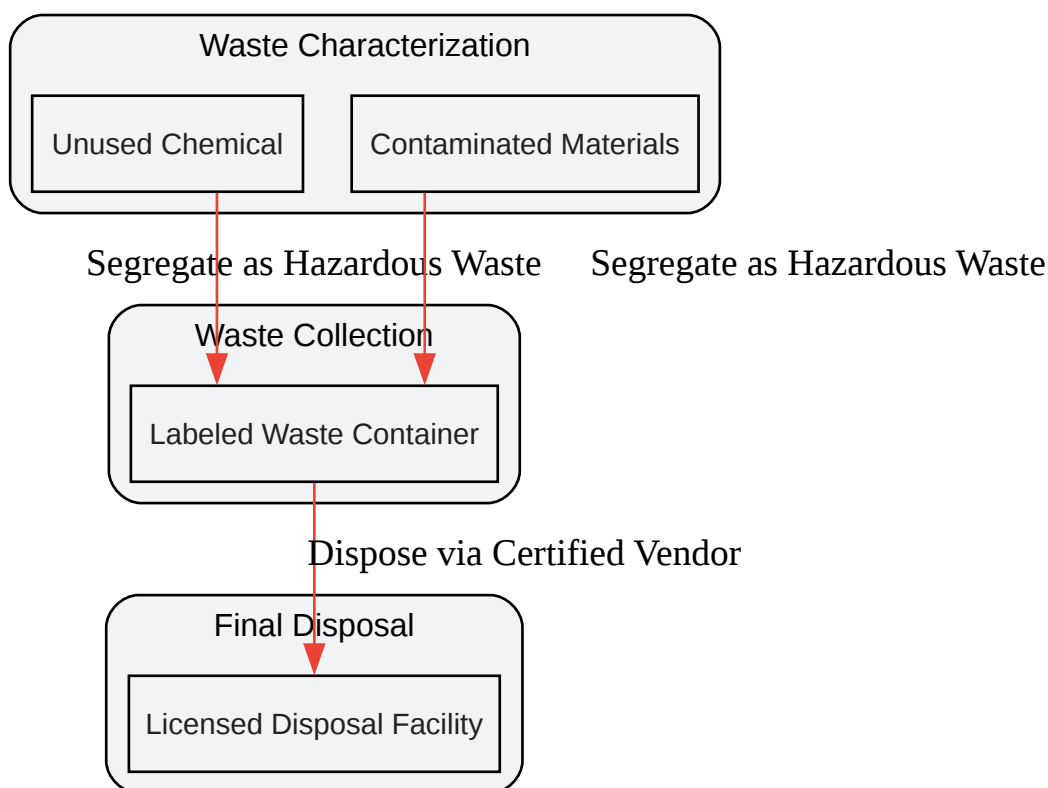 Waste Characterization
Unused Chemical
Contaminated Materials
Segregate as Hazardous Waste
Segregate as Hazardous Waste
Waste Collection
Labeled Waste Container
Dispose via Certified Vendor
Final Disposal
Licensed Disposal Facility